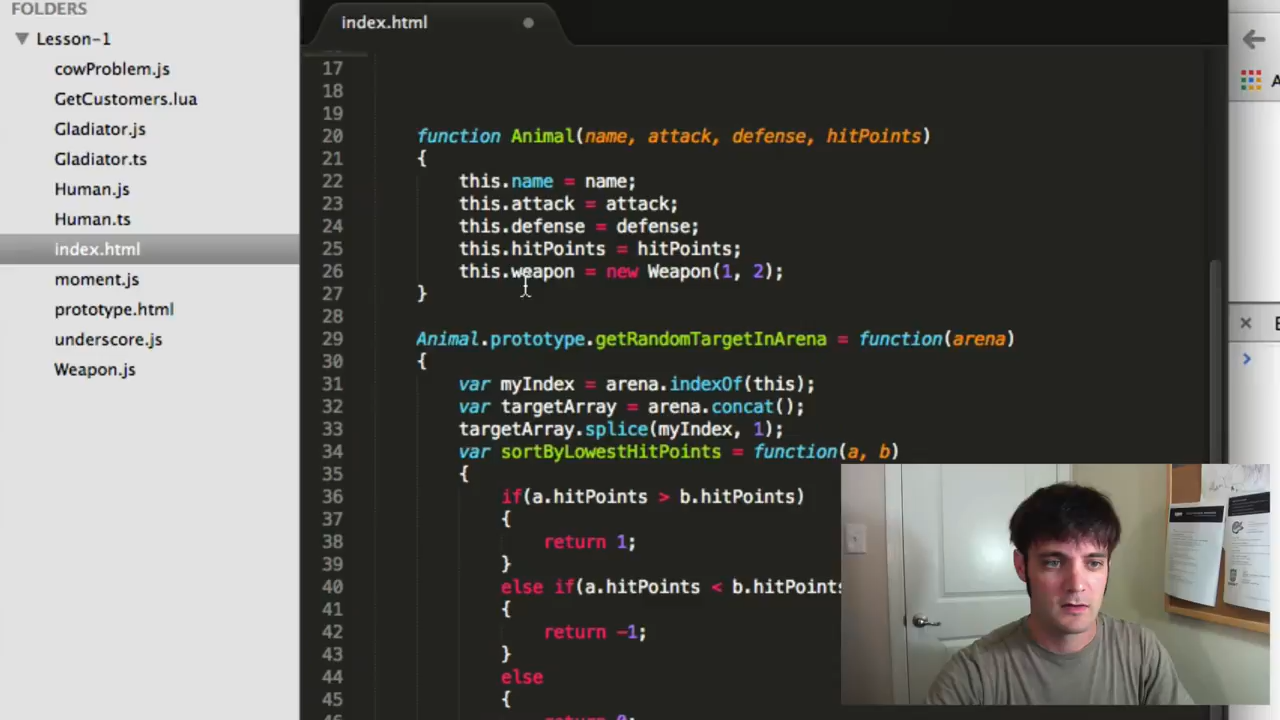 FOLDERS
Lesson-1
cowProblem.js
GetCustomers.lua
Gladiator.js
Gladiator.ts
Human.js
Human.ts
index.html
moment.js
prototype.html
underscore.js
Weapon.js
index.html
17
18
19
20 function Animal(name, attack, defense, hitPoints)
21 {
22 this.name = name;
23 this.attack = attack;
24 this.defense = defense;
25 this.hitPoints = hitPoints;
26 this.weapon = new Weapon(1, 2);
27 }
28
29 Animal.prototype.getRandomTargetInArena = function(arena)
30 {
31 var myIndex = arena.indexOf(this);
32 var targetArray = arena.concat();
33 targetArray.splice(myIndex, 1);
34 var sortByLowestHitPoints = function(a, b)
35 {
36 if(a.hitPoints > b.hitPoints)
37 {
38 return 1;
39 }
40 else if(a.hitPoints < b.hitPoints
41 {
42 return -1;
43 }
44 else
45 {
return 0;